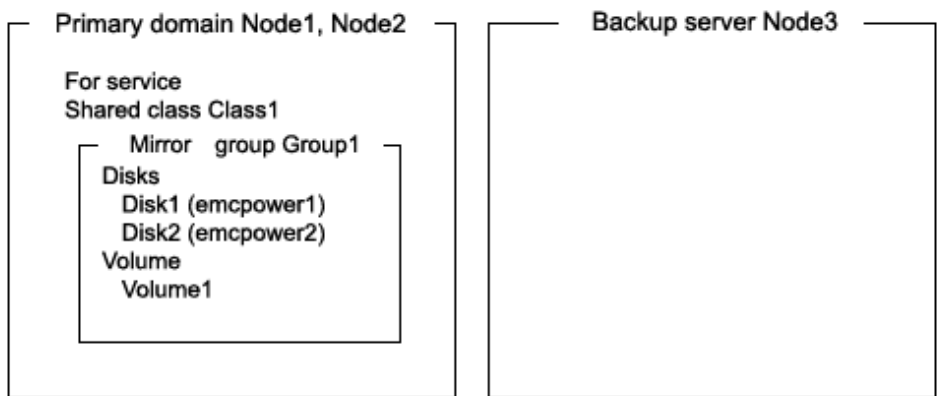 Primary domain Node1, Node2
For service
Shared class Class1
Mirror group Group1
Disks
Disk1 (emcpower1)
Disk2 (emcpower2)
Volume
Volume1
Backup server Node3